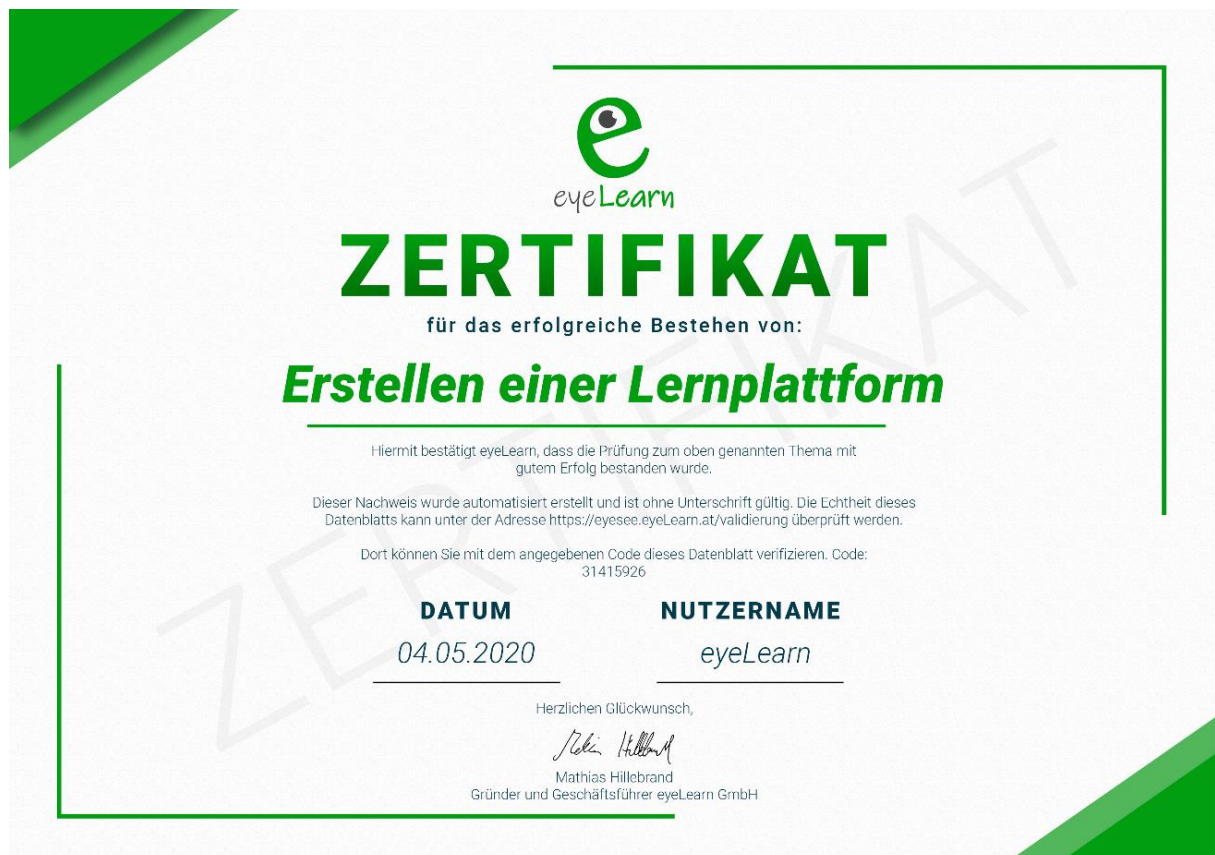 eyeLearn
ZERTIFIKAT
für das erfolgreiche Bestehen von:
Erstellen einer Lernplattform
Hiermit bestätigt eyeLearn, dass die Prüfung zum oben genannten Thema mit
gutem Erfolg bestanden wurde.
Dieser Nachweis wurde automatisiert erstellt und ist ohne Unterschrift gültig. Die Echtheit dieses
Datenblatts kann unter der Adresse https://eyesee.eyeLearn.at/validierung überprüft werden.
Dort können Sie mit dem angegebenen Code dieses Datenblatt verifizieren. Code:
31415926
DATUM
NUTZERNAME
04.05.2020
eyeLearn
Herzlichen Glückwunsch,
Mathias Hillebrand
Gründer und Geschäftsführer eyeLearn GmbH
ZERTIFIKAT